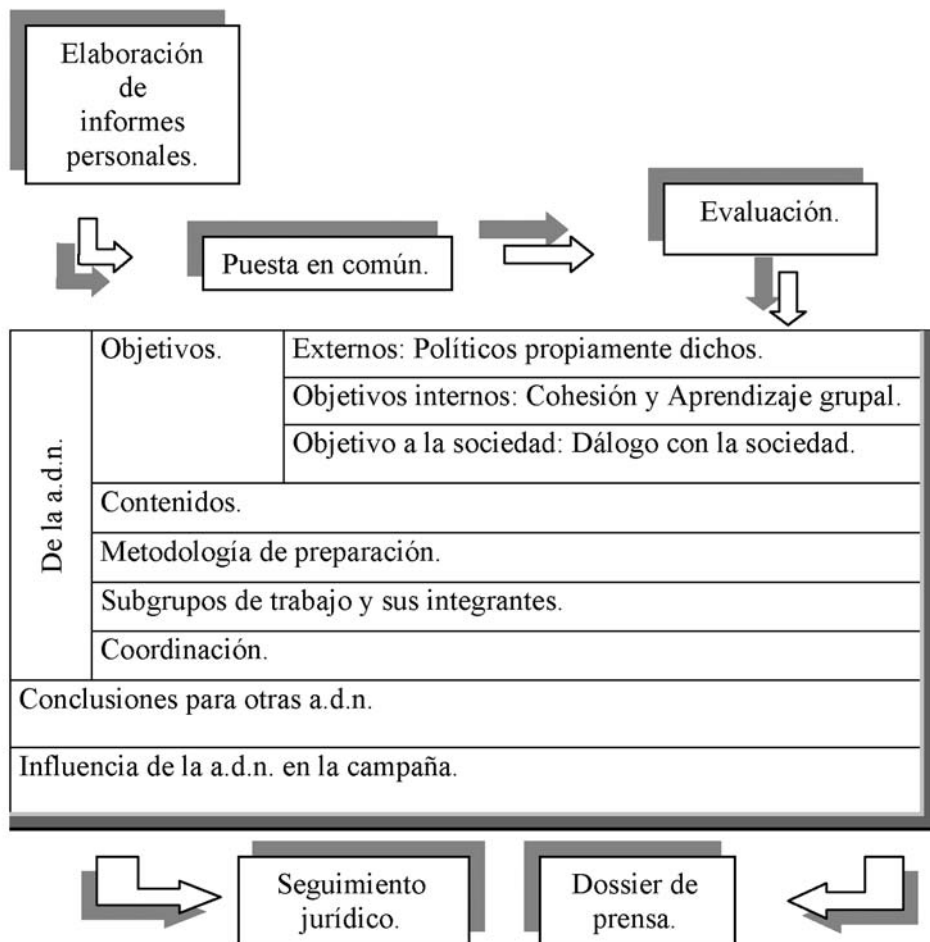 Elaboración
de
informes
personales.
Evaluación.
Puesta en común.
De la a.d.n.
Objetivos.
Externos: Políticos propiamente dichos.
Objetivos internos: Cohesión y Aprendizaje grupal.
Objetivo a la sociedad: Dálogo con la sociedad.
Contenidos.
Metodología de preparación.
Subgrupos de trabajo y sus integrantes.
Coordinación.
Conclusiones para otras a.d.n.
Influencia de la a.d.n. en la campaña.
Seguimiento
jurídico.
Dossier de
prensa.